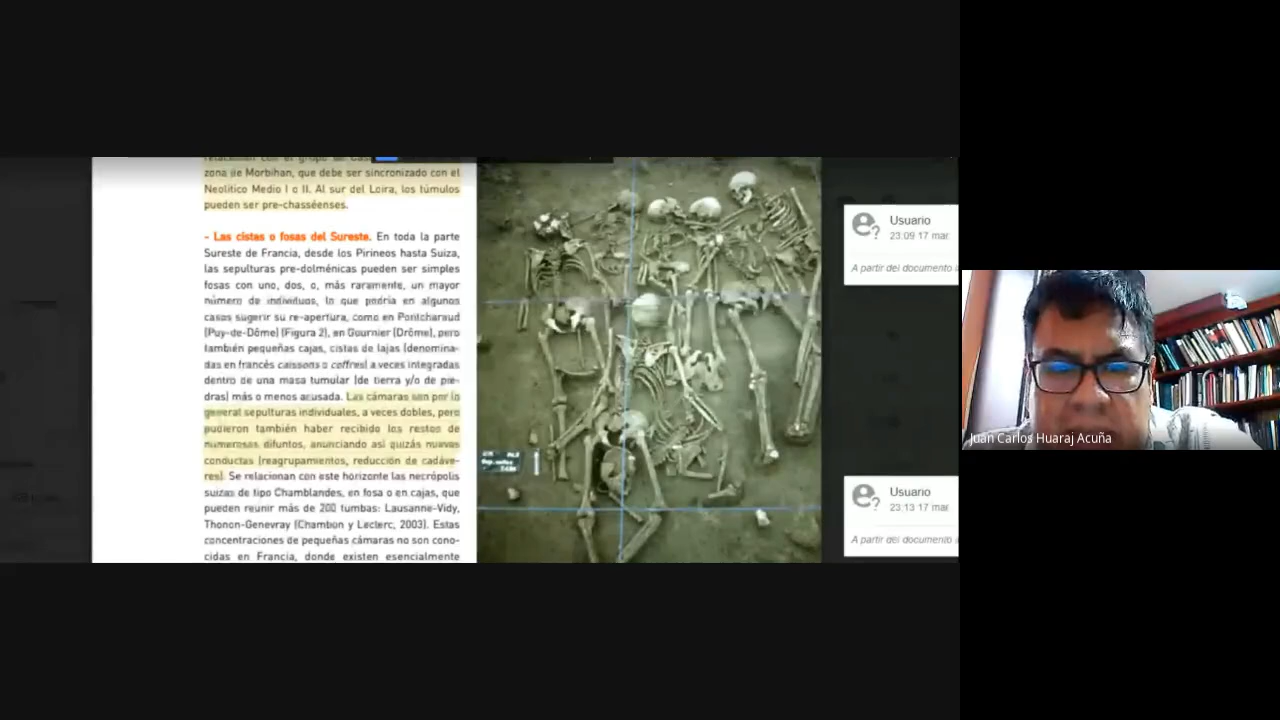 relacionan con el grupo de
zona de Morbihan, que debe ser sincronizado con el
Neolítico Medio I o II. Al sur del Loira, los túmulos
pueden ser pre-chasséenses.
- Las cistas o fosas del Sureste. En toda la parte
Sureste de Francia, desde los Pirineos hasta Suiza,
las sepulturas pre-dolménicas pueden ser simples
fosas con uno, dos, o, más raramente, un mayor
número de individuos, lo que podría en algunos
casos sugerir su re-apertura, como en Pontcharaud
(Puy-de-Dôme) (Figura 2), en Gournier (Drôme), pero
también pequeñas cajas, cistas de lajas (denomina-
das en francés caissons o coffres) a veces integradas
dentro de una masa tumular (de tierra y/o de pie-
dras) más o menos acusada. Las cámaras son por lo
general sepulturas individuales, a veces dobles, pero
pudieron también haber recibido los restos de
numerosos difuntos, anunciando así quizás nuevas
conductas (reagrupamientos, reducción de cadáve-
res). Se relacionan con este horizonte las necrópolis
suizas de tipo Chamblandes, en fosa o en cajas, que
pueden reunir más de 200 tumbas: Lausanne-Vidy,
Thonon-Genevray (Chambon y Leclerc, 2003). Estas
concentraciones de pequeñas cámaras no son cono-
cidas en Francia, donde existen esencialmente
Usuario
23:09 17 mar
A partir del documento
Usuario
23:13 17 mar
A partir del documento
Juan Carlos Huaraj Acuña